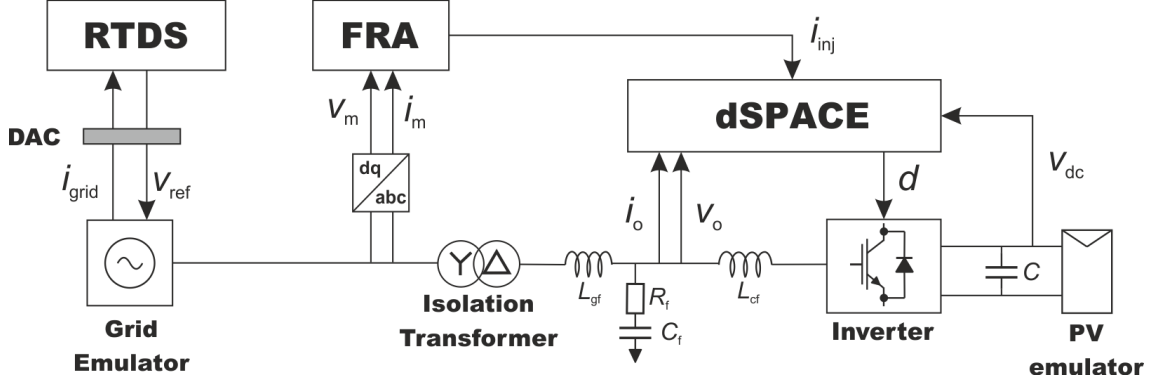 RTDS
FRA
i_inj
dSPACE
DAC
v_m
i_m
i_grid
v_ref
dq
abc
i_o
v_o
d
v_dc
L_gf
R_f
C_f
L_cf
C
Isolation
Transformer
Grid
Emulator
Inverter
PV
emulator